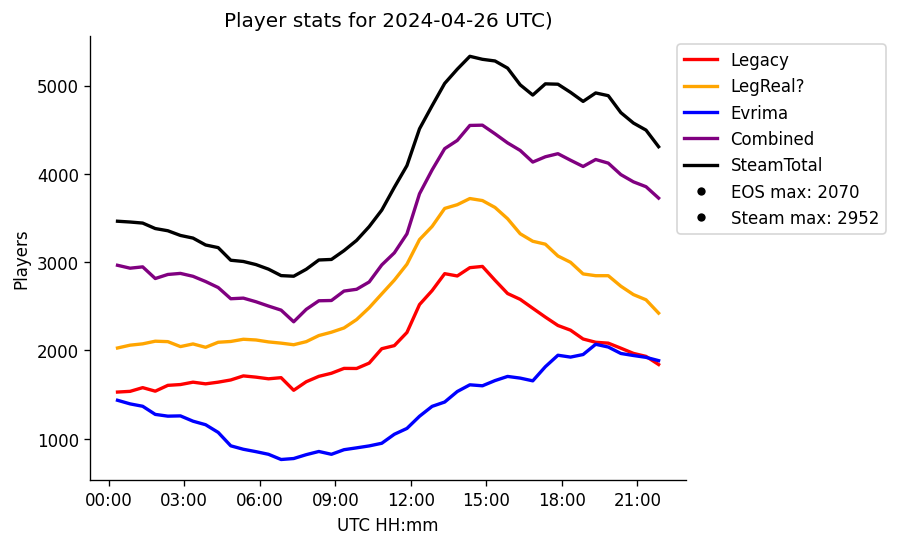 Player stats for 2024-04-26 UTC)
Legacy
LegReal?
Evrima
Combined
SteamTotal
EOS max: 2070
Steam max: 2952
Players
5000
4000
3000
2000
1000
00:00 03:00 06:00 09:00 12:00 15:00 18:00 21:00
UTC HH:mm